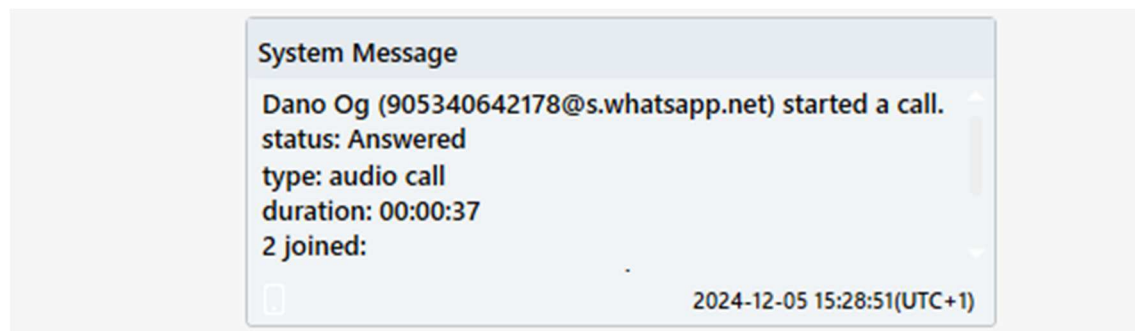 System Message
Dano Og (905340642178@s.whatsapp.net) started a call.
status: Answered
type: audio call
duration: 00:00:37
2 joined:
2024-12-05 15:28:51(UTC+1)